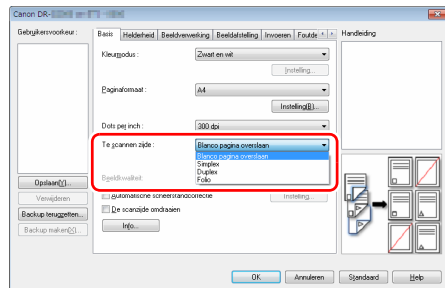 Canon DR-
Gebruikersvoorkeur :
Basis Helderheid Beeldverwerking Beeldafstelling Invoeren Foutde
Handleiding
Kleurmodus :
Zwart en wit
Instelling...
Paginaformaat :
A4
Instelling(B)...
Dots per inch :
300 dpi
Te scannen zijde :
Blanco pagina overslaan
Blanco pagina overslaan
Simplex
Duplex
Folio
Beeldkwaliteit:
Automatische scheefstandcorrectie
Instelling...
De scanzijde omdraaien
Info...
Opslaan(Y)...
Verwijderen
Backup terugzetten...
Backup maken(X)...
OK Annuleren Standaard Help